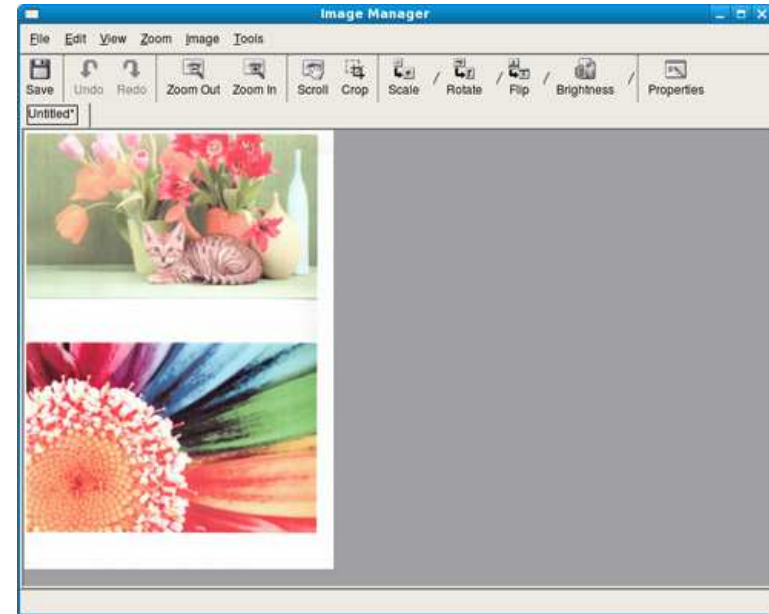 Image Manager
File Edit View Zoom Image Tools
Save Undo Redo Zoom Out Zoom In Scroll Crop Scale / Rotate / Flip / Brightness / Properties
Untitled*